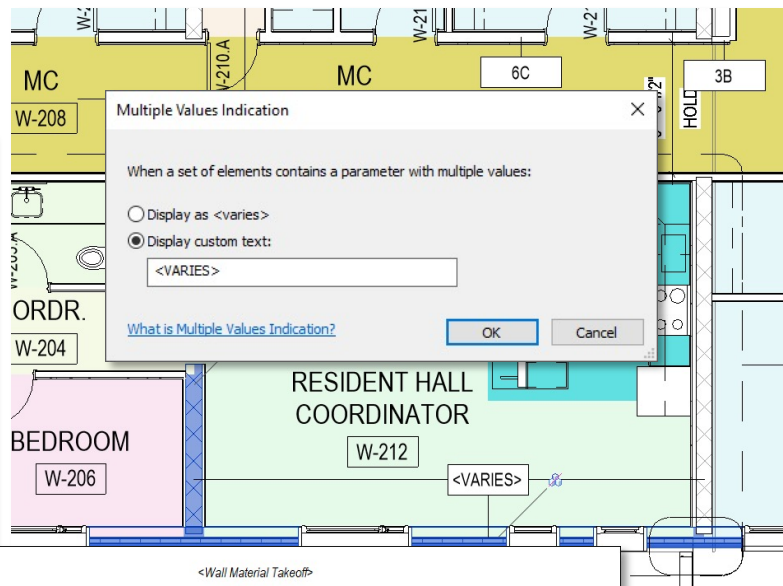 W-21
W-2
MC
W-208
W-210.A
MC
6C
3B
HOLD
Multiple Values Indication
When a set of elements contains a parameter with multiple values:
Display as <varies>
Display custom text:
<VARIES>
What is Multiple Values Indication?
OK
Cancel
ORDR.
W-204
RESIDENT HALL
COORDINATOR
W-212
BEDROOM
W-206
<VARIES>
<Wall Material Takeoff>